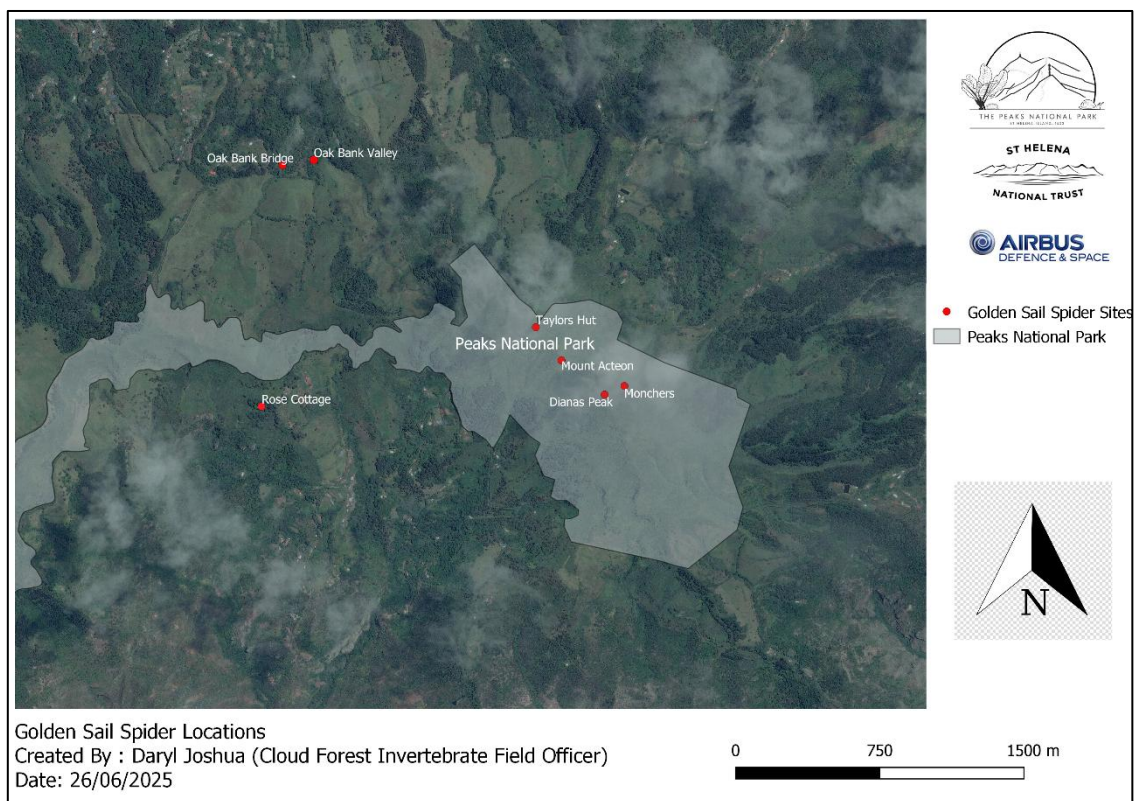 Oak Bank Bridge
Oak Bank Valley
Taylors Hut
Peaks National Park
Mount Acteon
Monchers
Dianas Peak
Rose Cottage
THE PEAKS NATIONAL PARK
ST HELENA
NATIONAL TRUST
AIRBUS
DEFENCE & SPACE
Golden Sail Spider Sites
Peaks National Park
N
Golden Sail Spider Locations
Created By : Daryl Joshua (Cloud Forest Invertebrate Field Officer)
Date: 26/06/2025
0 750 1500 m